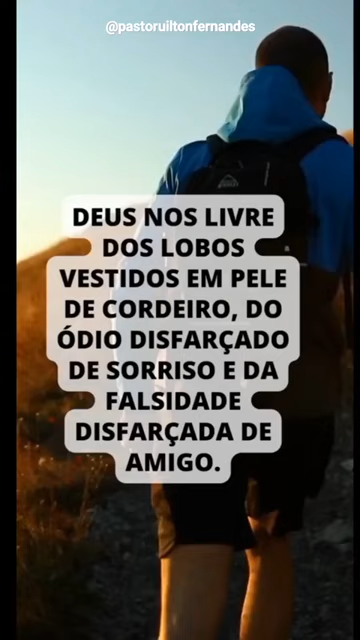 @pastoruiltonfernandes
DEUS NOS LIVRE
DOS LOBOS
VESTIDOS EM PELE
DE CORDEIRO, DO
ÓDIO DISFARÇADO
DE SORRISO E DA
FALSIDADE
DISFARÇADA DE
AMIGO.